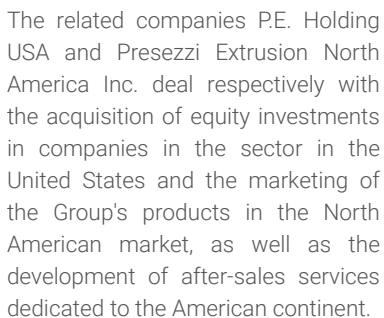 The related companies P.E. Holding
USA and Presezzi Extrusion North
America Inc. deal respectively with
the acquisition of equity investments
in companies in the sector in the
United States and the marketing of
the Group's products in the North
American market, as well as the
development of after-sales services
dedicated to the American continent.